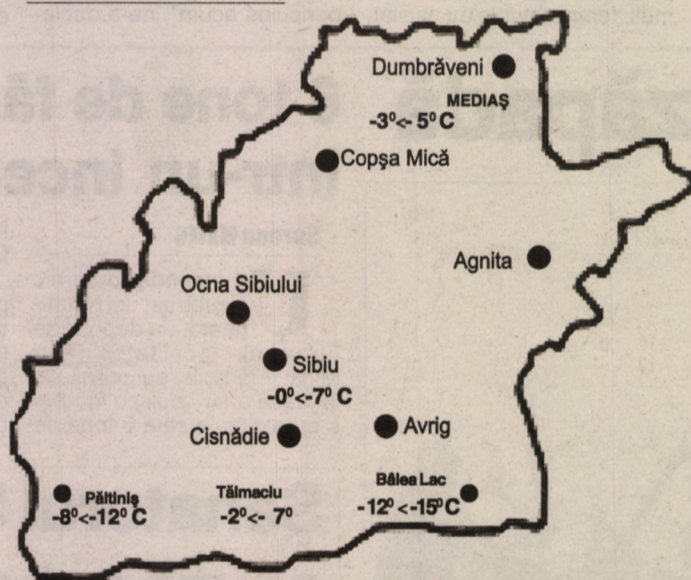 Dumbrăveni
MEDIAŞ
-3⁰<- 5⁰ C
Copşa Mică
Agnita
Ocna Sibiului
Sibiu
-0⁰<-7⁰ C
Cisnădie
Avrig
Păltiniş
-8⁰<-12⁰ C
Tălmaciu
-2⁰<- 7⁰
Bâlea Lac
-12⁰ <-15⁰ C